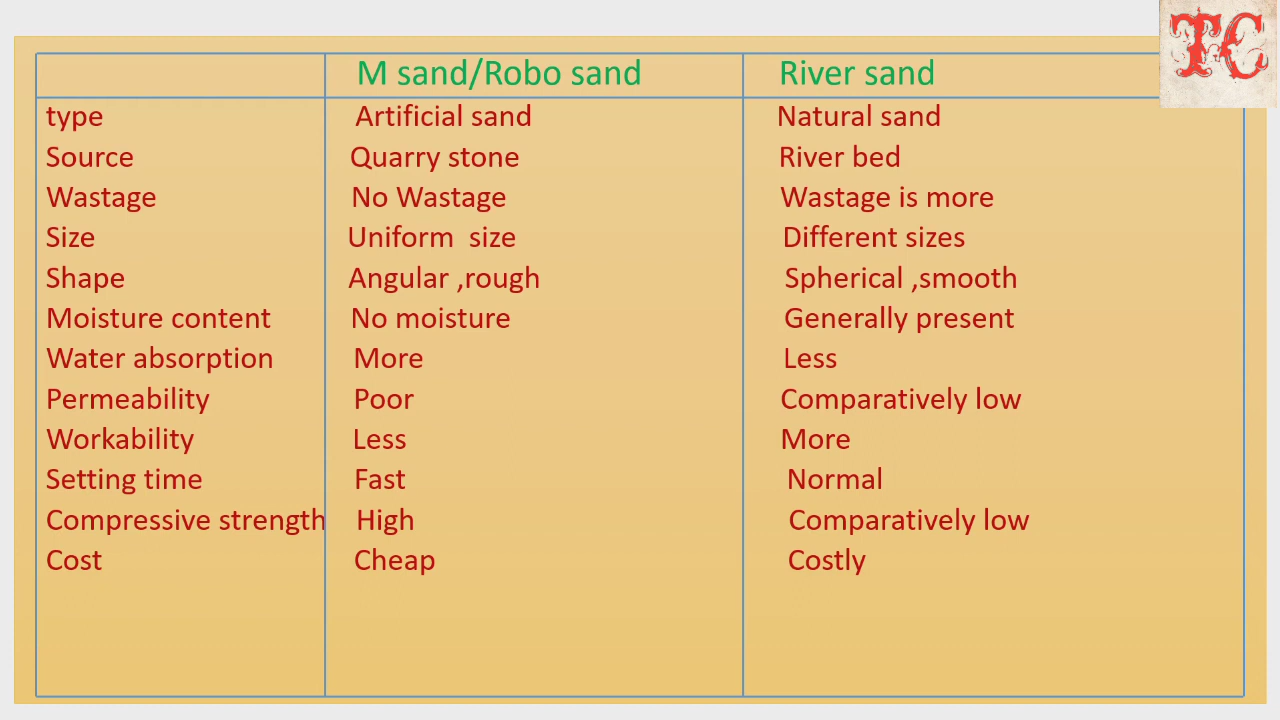 TC
M sand/Robo sand River sand
type Artificial sand Natural sand
Source Quarry stone River bed
Wastage No Wastage Wastage is more
Size Uniform  size Different sizes
Shape Angular ,rough Spherical ,smooth
Moisture content No moisture Generally present
Water absorption More Less
Permeability Poor Comparatively low
Workability Less More
Setting time Fast Normal
Compressive strength High Comparatively low
Cost Cheap Costly